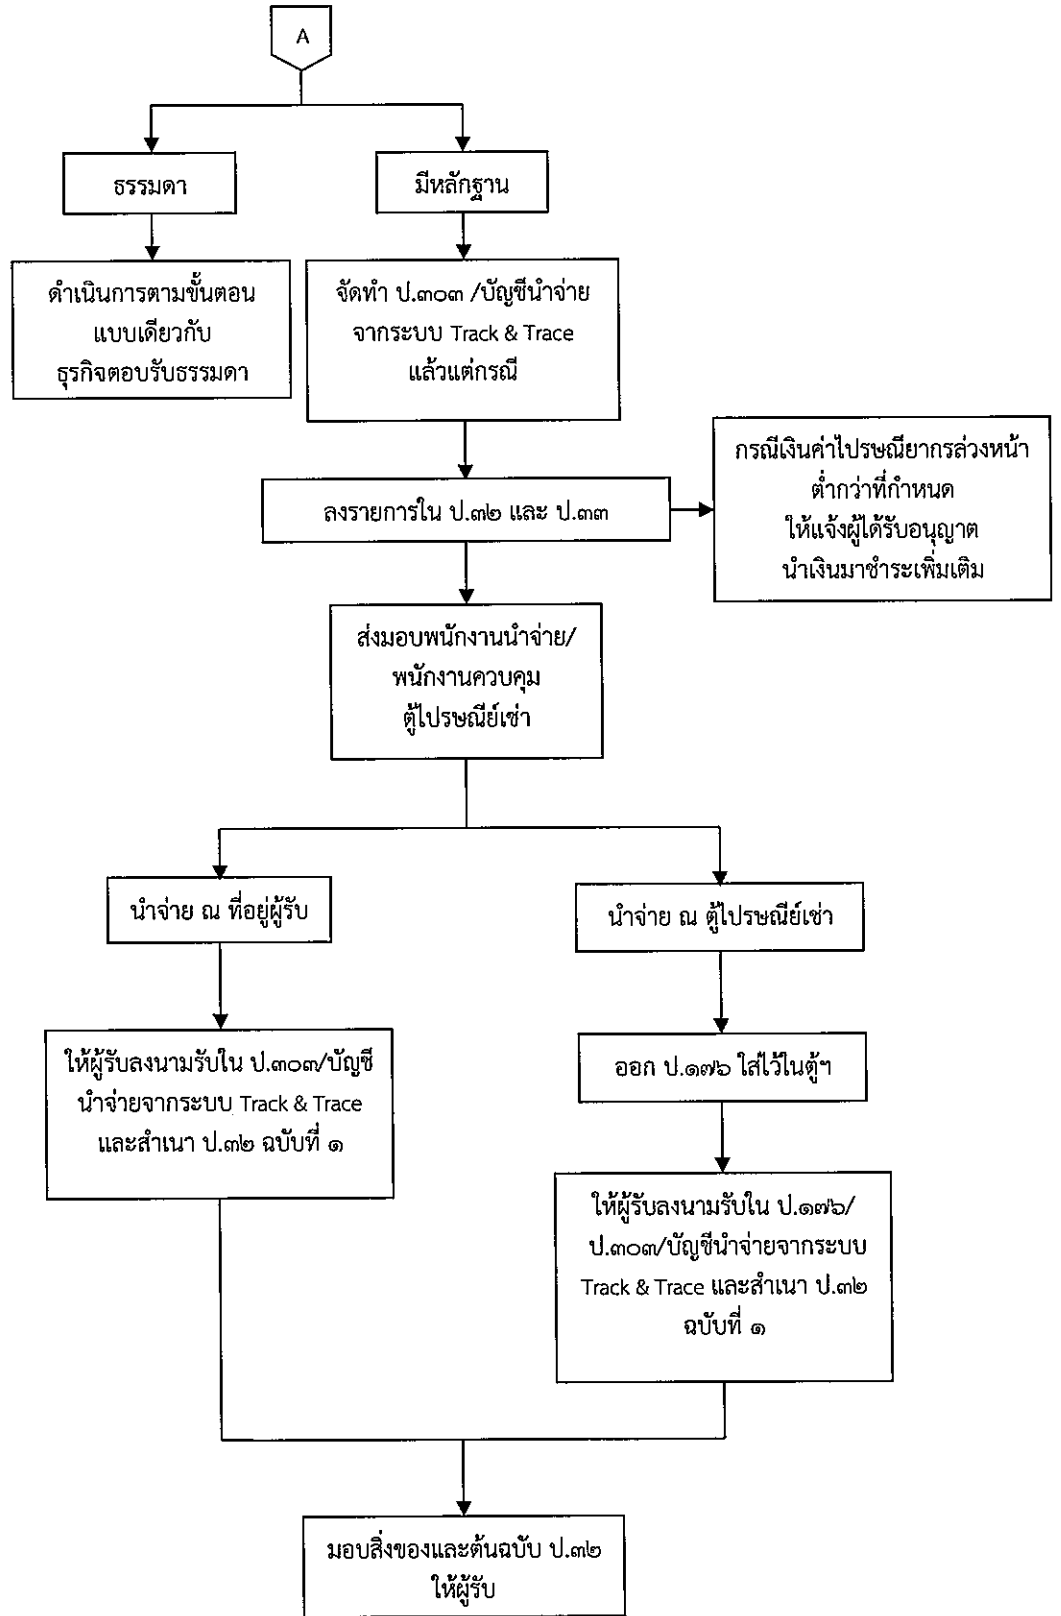 A
ธรรมดา
มีหลักฐาน
ดำเนินการตามขั้นตอน
แบบเดียวกับ
ธุรกิจตอบรับธรรมดา
จัดทำ ป.๓๐๓ /บัญชีนำจ่าย
จากระบบ Track & Trace
แล้วแต่กรณี
ลงรายการใน ป.๓๒ และ ป.๓๓
กรณีเงินค่าไปรษณียากรล่วงหน้า
ต่ำกว่าที่กำหนด
ให้แจ้งผู้ได้รับอนุญาต
นำเงินมาชำระเพิ่มเติม
ส่งมอบพนักงานนำจ่าย/
พนักงานควบคุม
ตู้ไปรษณีย์เช่า
นำจ่าย ณ ที่อยู่ผู้รับ
นำจ่าย ณ ตู้ไปรษณีย์เช่า
ให้ผู้รับลงนามรับใน ป.๓๐๓/บัญชี
นำจ่ายจากระบบ Track & Trace
และสำเนา ป.๓๒ ฉบับที่ ๑
ออก ป.๑๗๖ ใส่ไว้ในตู้ฯ
ให้ผู้รับลงนามรับใน ป.๑๗๖/
ป.๓๐๓/บัญชีนำจ่ายจากระบบ
Track & Trace และสำเนา ป.๓๒
ฉบับที่ ๑
มอบสิ่งของและต้นฉบับ ป.๓๒
ให้ผู้รับ